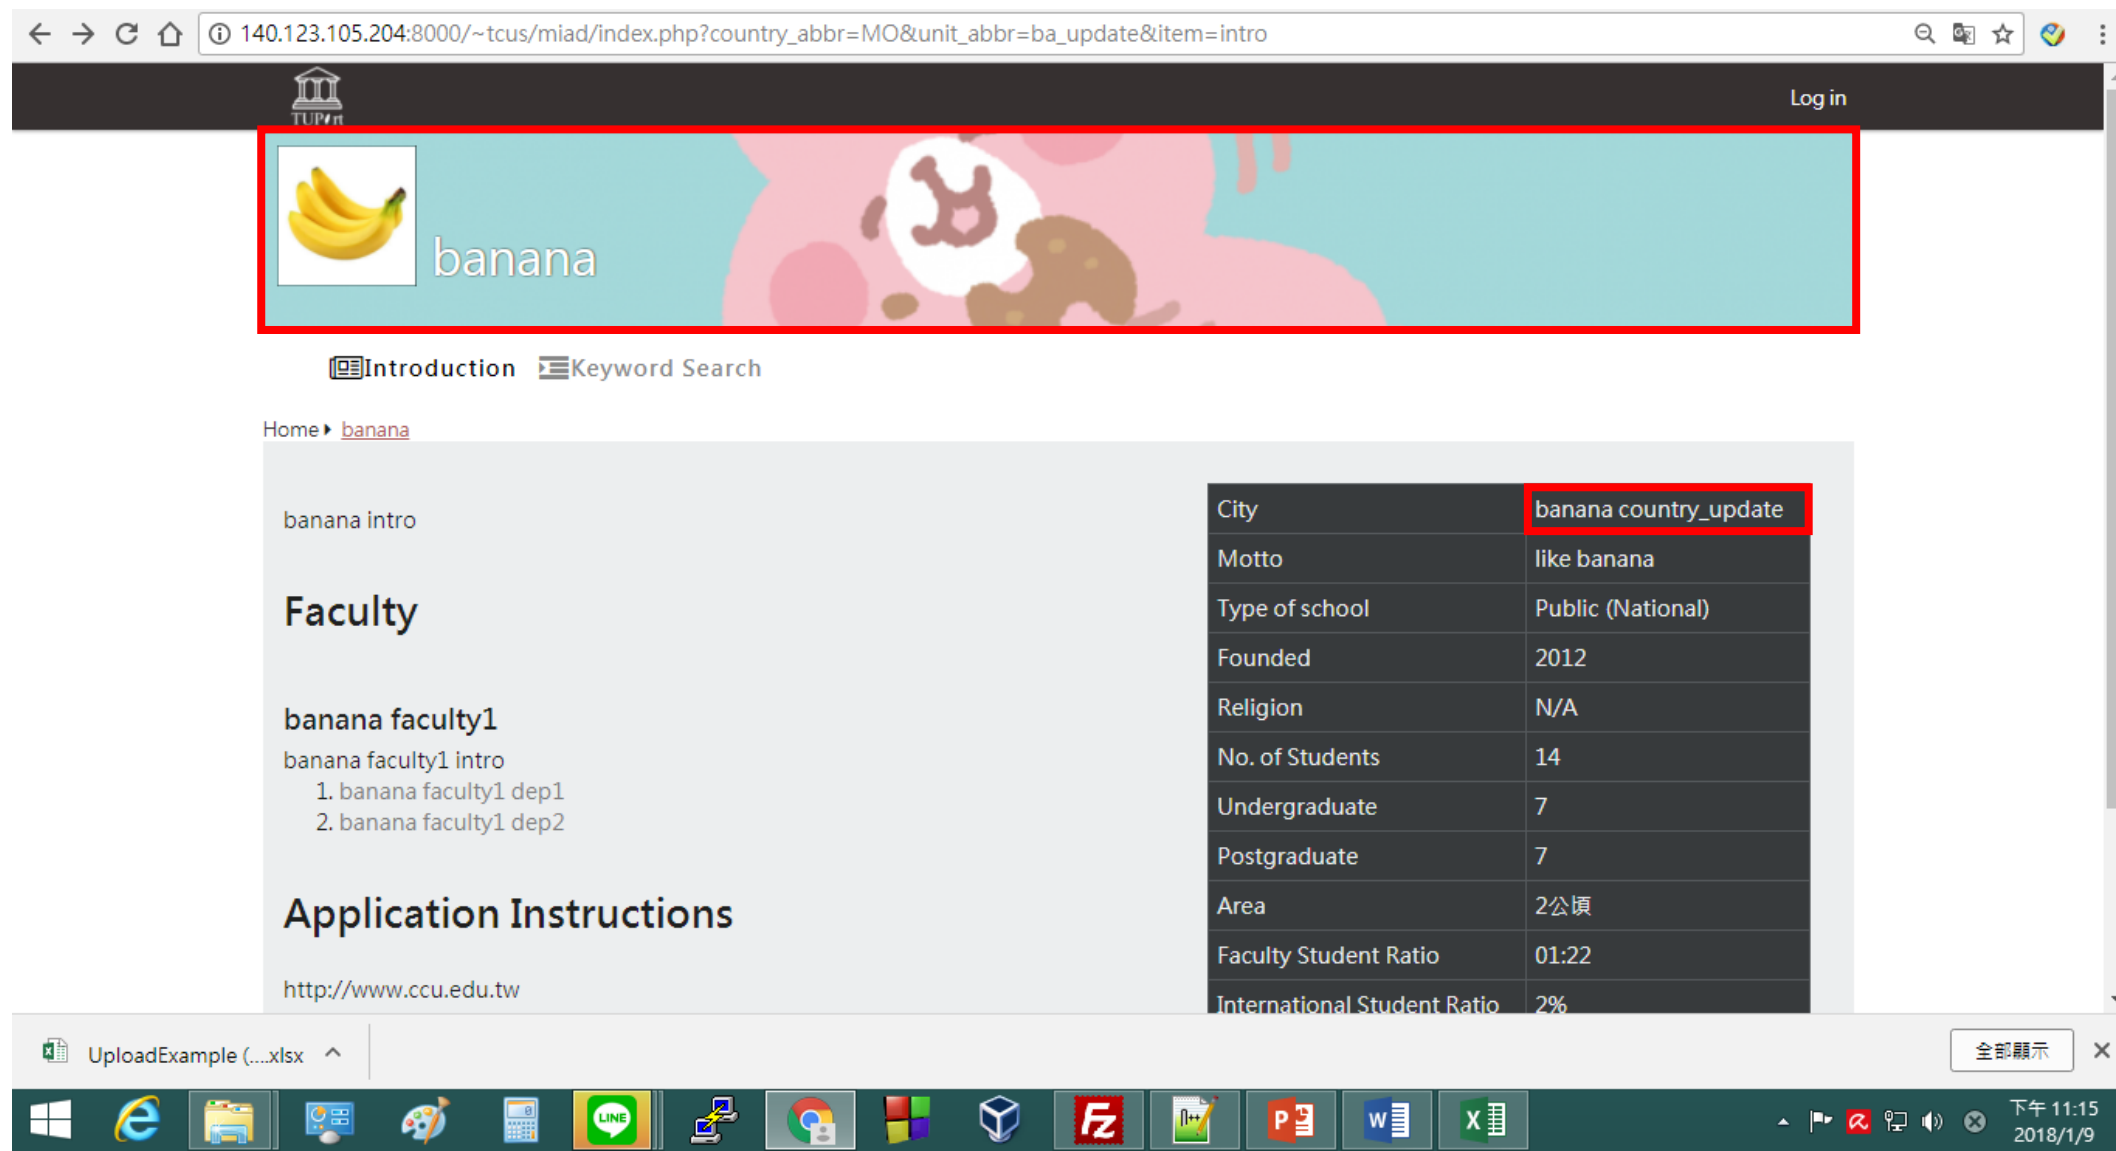 140.123.105.204:8000/~tcus/miad/index.php?country_abbr=MO&unit_abbr=ba_update&item=intro
TUPort
Log in
banana
Introduction Keyword Search
Home banana
banana intro
Faculty
banana faculty1
banana faculty1 intro
1. banana faculty1 dep1
2. banana faculty1 dep2
Application Instructions
http://www.ccu.edu.tw
City banana country_update
Motto like banana
Type of school Public (National)
Founded 2012
Religion N/A
No. of Students 14
Undergraduate 7
Postgraduate 7
Area 2公頃
Faculty Student Ratio 01:22
International Student Ratio 2%
UploadExample (....xlsx
全部顯示
LINE
下午 11:15
2018/1/9